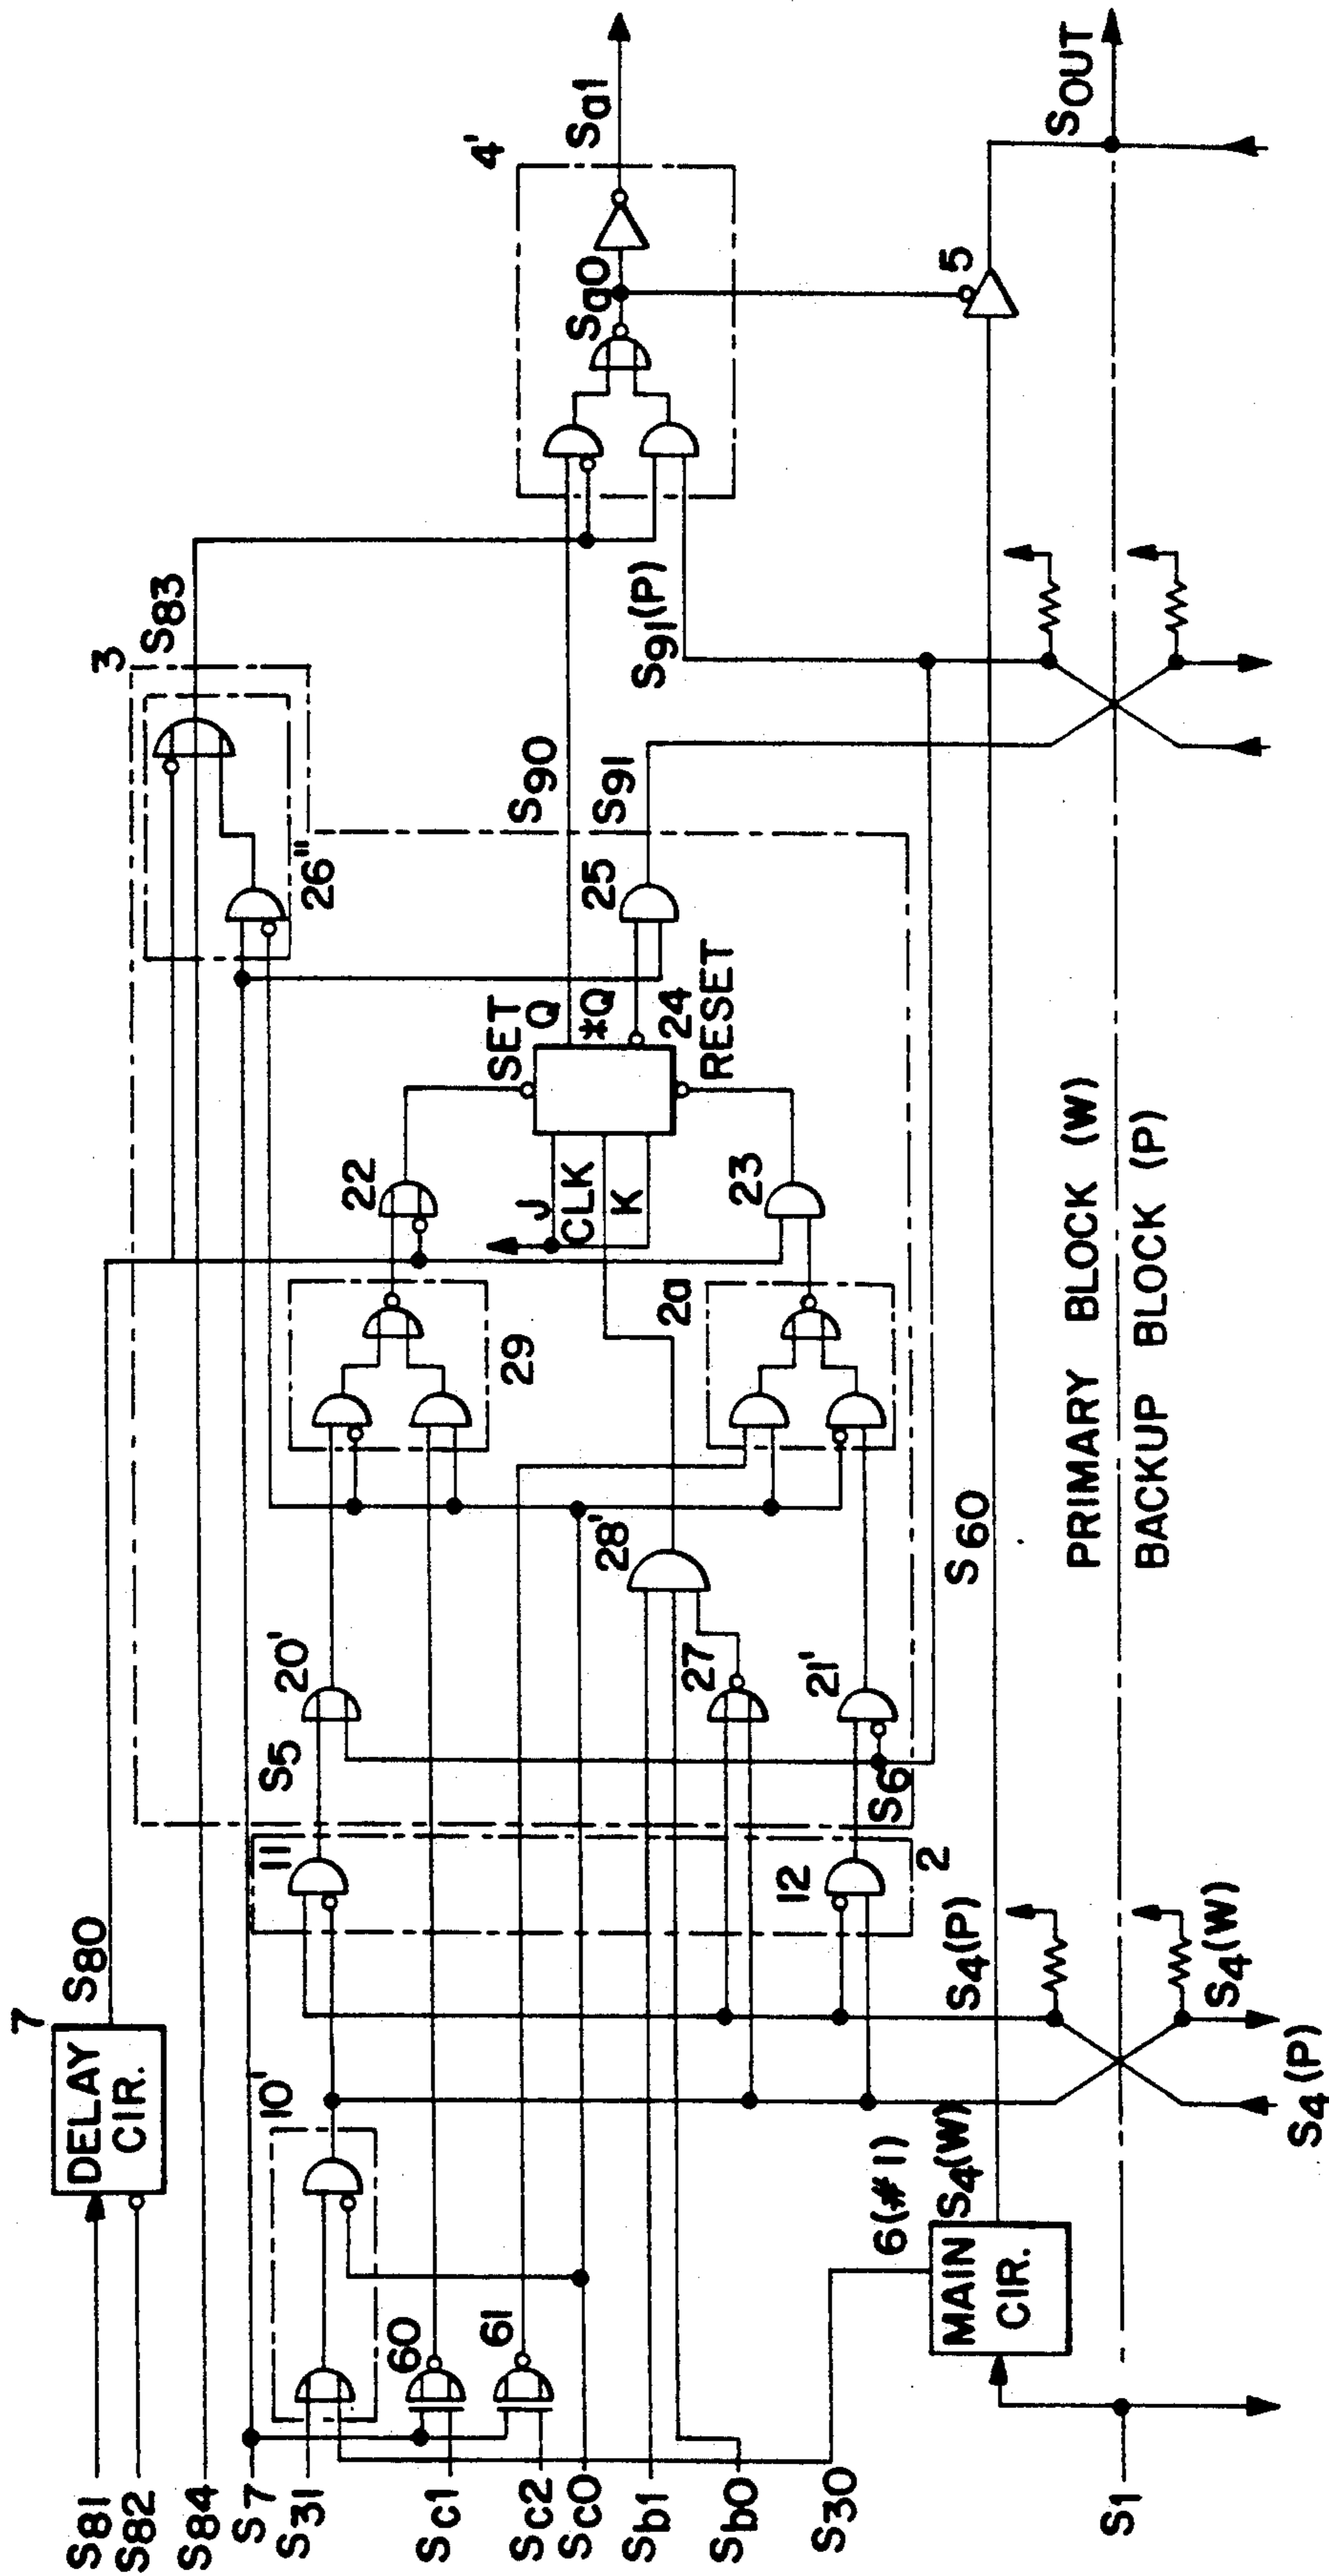 S81
S82
S84
S7
S31
Sc1
Sc2
Sc0
Sb1
Sb0
S30
S1
7
DELAY
CIR.
S80
10'
60
61
6(#1)
MAIN
CIR.
S4(W)
S4(P)
S4(P)
S4(W)
11
12
2
S5
S6
20'
21'
27
28'
29
2a
22
23
J
CLK
K
SET
Q
*Q
24
RESET
25
26"
3
S83
S90
S91
S91(P)
S60
PRIMARY BLOCK (W)
BACKUP BLOCK (P)
4'
Sa0
Sa1
5
SOUT